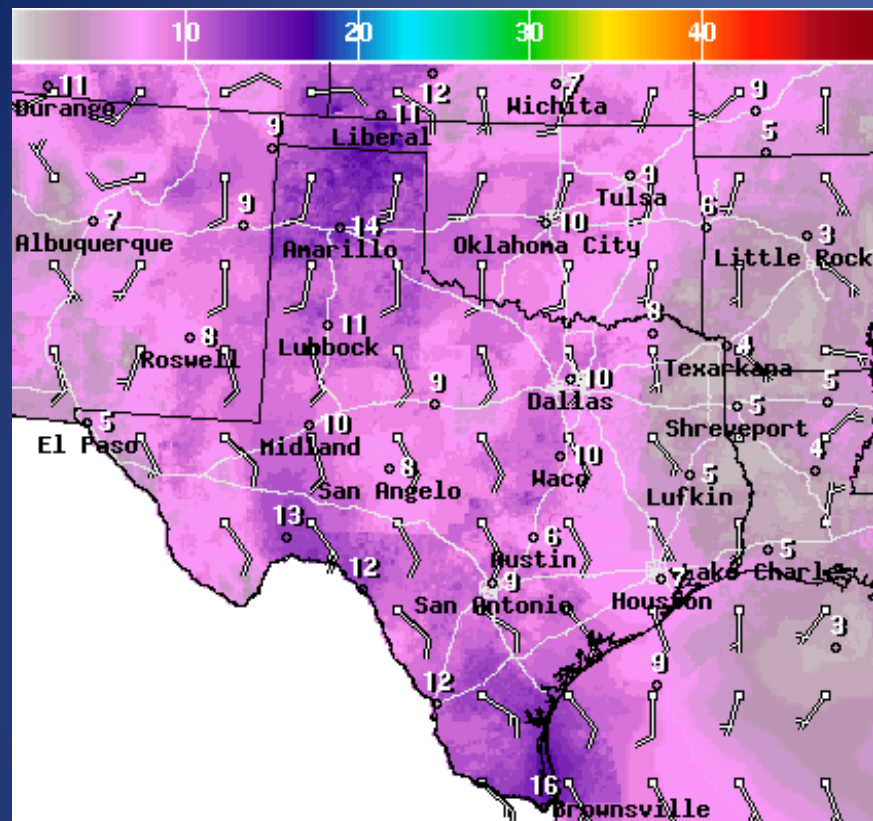 10 20 30 40
11 12 7 9
Durango Wichita
11
Liberal
9 5
9
Tulsa
7 9 14 10 6 3
Albuquerque Amarillo Oklahoma City Little Rock
8 11 8 4
Roswell Lubbock Texarkana
9 10 5 5
Dallas
5 10 Shreveport
El Paso Midland
8 10 5 4
San Angelo Waco Lufkin
13 6 5
Austin
12 9 7 Lake Charles
San Antonio Houston
3
9
12
16
Brownsville